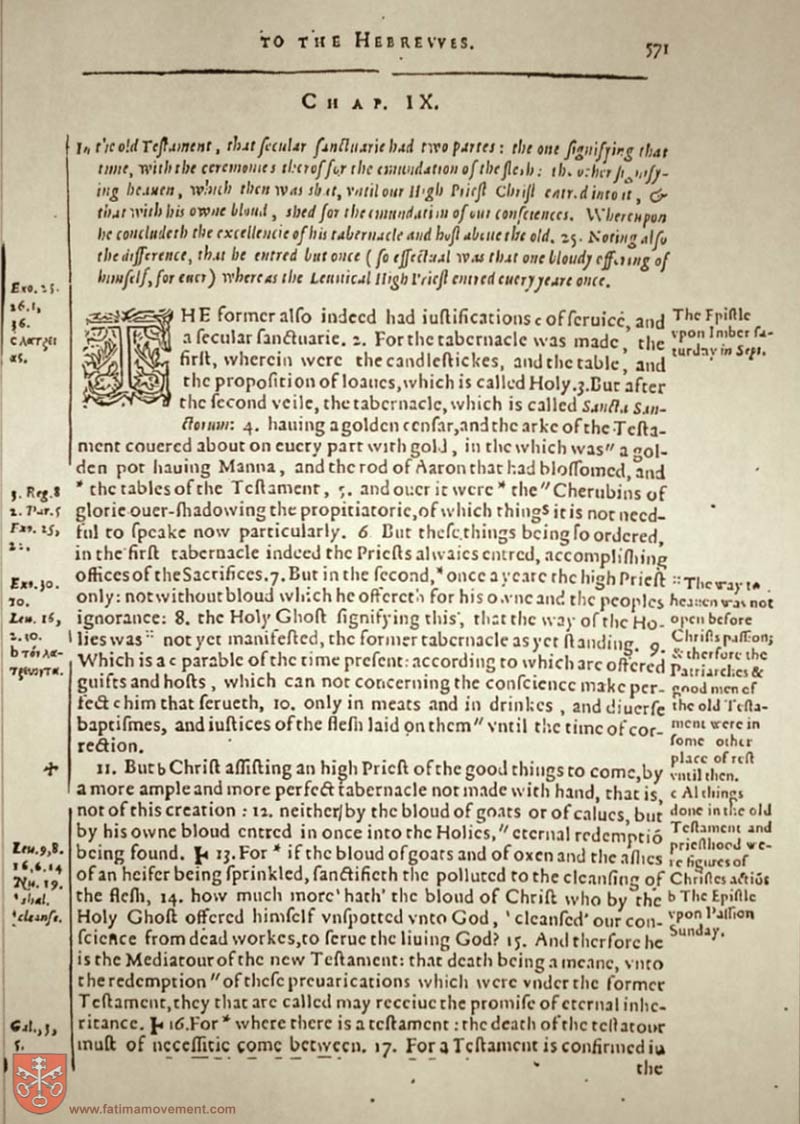 TO THE HEBREVVES.
571
CHAP. IX.
In the old Teſtament, that ſecular ſanctuarie had two partes: the one ſignifying that
time, with the ceremonies therof for the emundation of the fleſh: the other ſignify-
ing heauen, which then was ſhut, vntil our High Prieſt Chriſt entred into it, &
that with his owne bloud, ſhed for the emundation of our conſciences. Whereupon
he concludeth the excellencie of his tabernacle and hoſt aboue the old. 25. Noting alſo
the difference, that he entred but once (ſo effectual was that one bloudy offering of
himſelf, for euer) whereas the Leuitical High Prieſt entred euery yeare once.
THE former alſo indeed had iuſtifications c of ſeruice, and
a ſecular ſanctuarie. 2. For the tabernacle was made, the
firſt, wherein were the candleſtickes, and the table, and
the propoſition of loaues, which is called Holy. 3. But after
the ſecond veile, the tabernacle, which is called Sancta San-
ctorum: 4. hauing a golden cenſar, and the arke of the Teſta-
ment couered about on euery part with gold, in the which was" a gol-
den pot hauing Manna, and the rod of Aaron that had bloſſomed, and
* the tables of the Teſtament, 5. and ouer it were * the" Cherubins of
glorie ouer-ſhadowing the propitiatorie, of which things it is not need-
ful to ſpeake now particularly. 6 But theſe things being ſo ordered,
in the firſt tabernacle indeed the Prieſts alwaies entred, accompliſhing
offices of the Sacrifices. 7. But in the ſecond, * once a yeare the high Prieſt
only: not without bloud which he offereth for his owne and the peoples
ignorance: 8. the Holy Ghoſt ſignifying this, that the way of the Ho-
lies was :: not yet manifeſted, the former tabernacle as yet ſtanding. 9.
Which is a c parable of the time preſent: according to which are offered
guifts and hoſts, which can not concerning the conſcience make per-
fect c him that ſerueth, 10. only in meats and in drinkes, and diuerſe
baptiſmes, and iuſtices of the fleſh laid on them" vntil the time of cor-
rection.
11. But b Chriſt aſſiſting an high Prieſt of the good things to come, by
a more ample and more perfect tabernacle not made with hand, that is,
not of this creation: 12. neither by the bloud of goats or of calues, but
by his owne bloud entred in once into the Holies," eternal redemptiō
being found. 13. For * if the bloud of goats and of oxen and the aſhes
of an heifer being ſprinkled, ſanctifieth the polluted to the cleanſing of
the fleſh, 14. how much more ' hath' the bloud of Chriſt who by the
Holy Ghoſt offered himſelf vnſpotted vnto God, ' cleanſed' our con-
ſcience from dead workes, to ſerue the liuing God? 15. And therfore he
is the Mediatour of the new Teſtament: that death being a meane, vnto
the redemption" of theſe preuarications which were vnder the former
Teſtament, they that are called may receiue the promiſe of eternal inhe-
ritance. 16. For * where there is a teſtament: the death of the teſtatour
muſt of neceſſitie come between. 17. For a Teſtament is confirmed in
the
Exo. 25.
26. 1,
36.
c λατρεί
ας.
3. Reg. 8
2. Par. 5
Exo. 25,
22.
Exo. 30.
10.
Leu. 16,
2. 10.
Leu. 9, 8.
16, 6. 14
Nu. 19.
'shal.
'cleanſe.
Gal. 3,
The Epiſtle
vpon Imber ſa-
turday in Sept.
:: The way to
heauen was not
open before
Chriſts paſſion;
& therfore the
Patriarches &
good men of
the old Teſta-
ment were in
ſome other
place of reſt
vntil then.
c Al things
done in the old
Teſtament and
prieſthood we-
re figures of
Chriſtes actiōs
b The Epiſtle
vpon Paſſion
Sunday.
www.fatimamovement.com